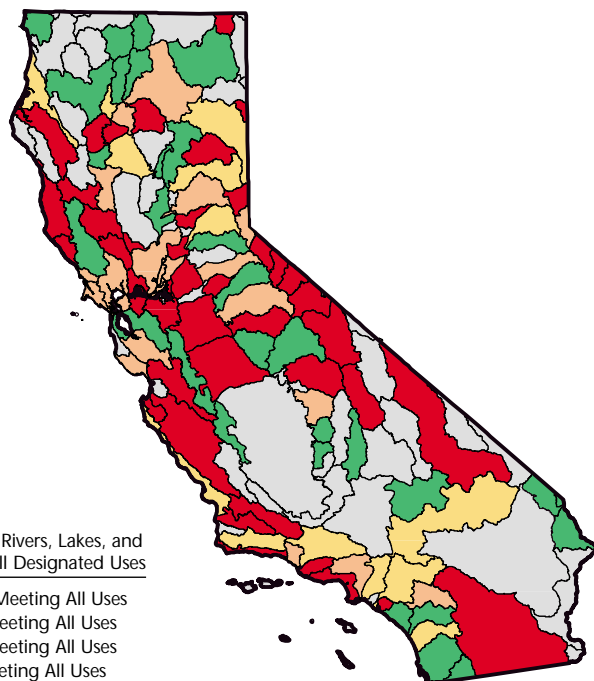 Rivers, Lakes, and
ll Designated Uses
Meeting All Uses
eeting All Uses
eeting All Uses
eting All Uses